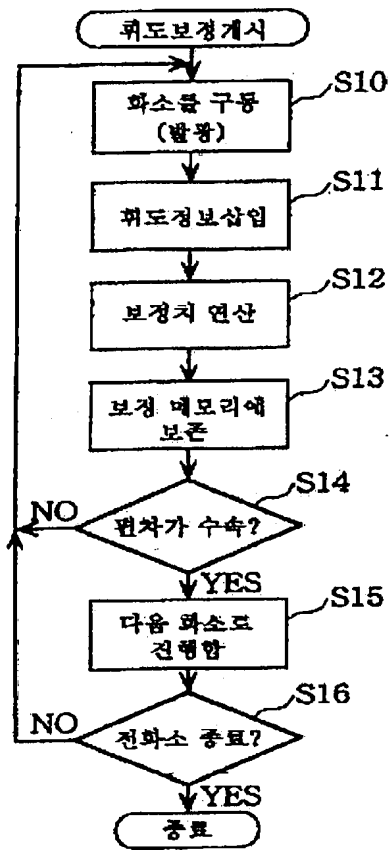 휘도보정개시
화소를 구동
(발광)
S10
휘도정보삽입
S11
보정치 연산
S12
보정 메모리에
보존
S13
편차가 수속?
S14
NO
YES
다음 화소로
진행함
S15
전화소 종료?
S16
NO
YES
종료